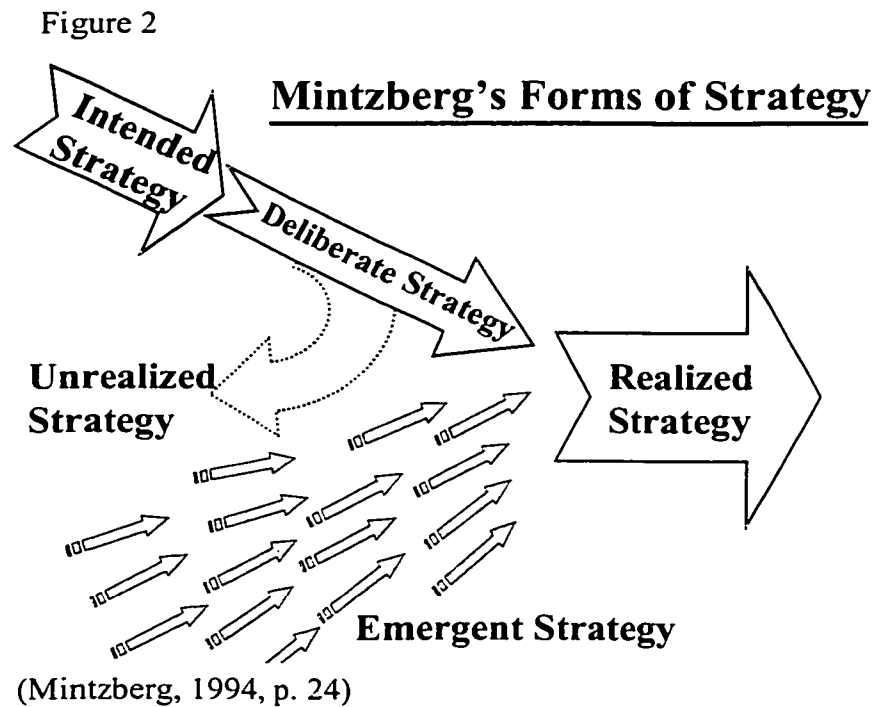 Figure 2
Mintzberg's Forms of Strategy
Intended
Strategy
Deliberate Strategy
Unrealized
Strategy
Realized
Strategy
Emergent Strategy
(Mintzberg, 1994, p. 24)